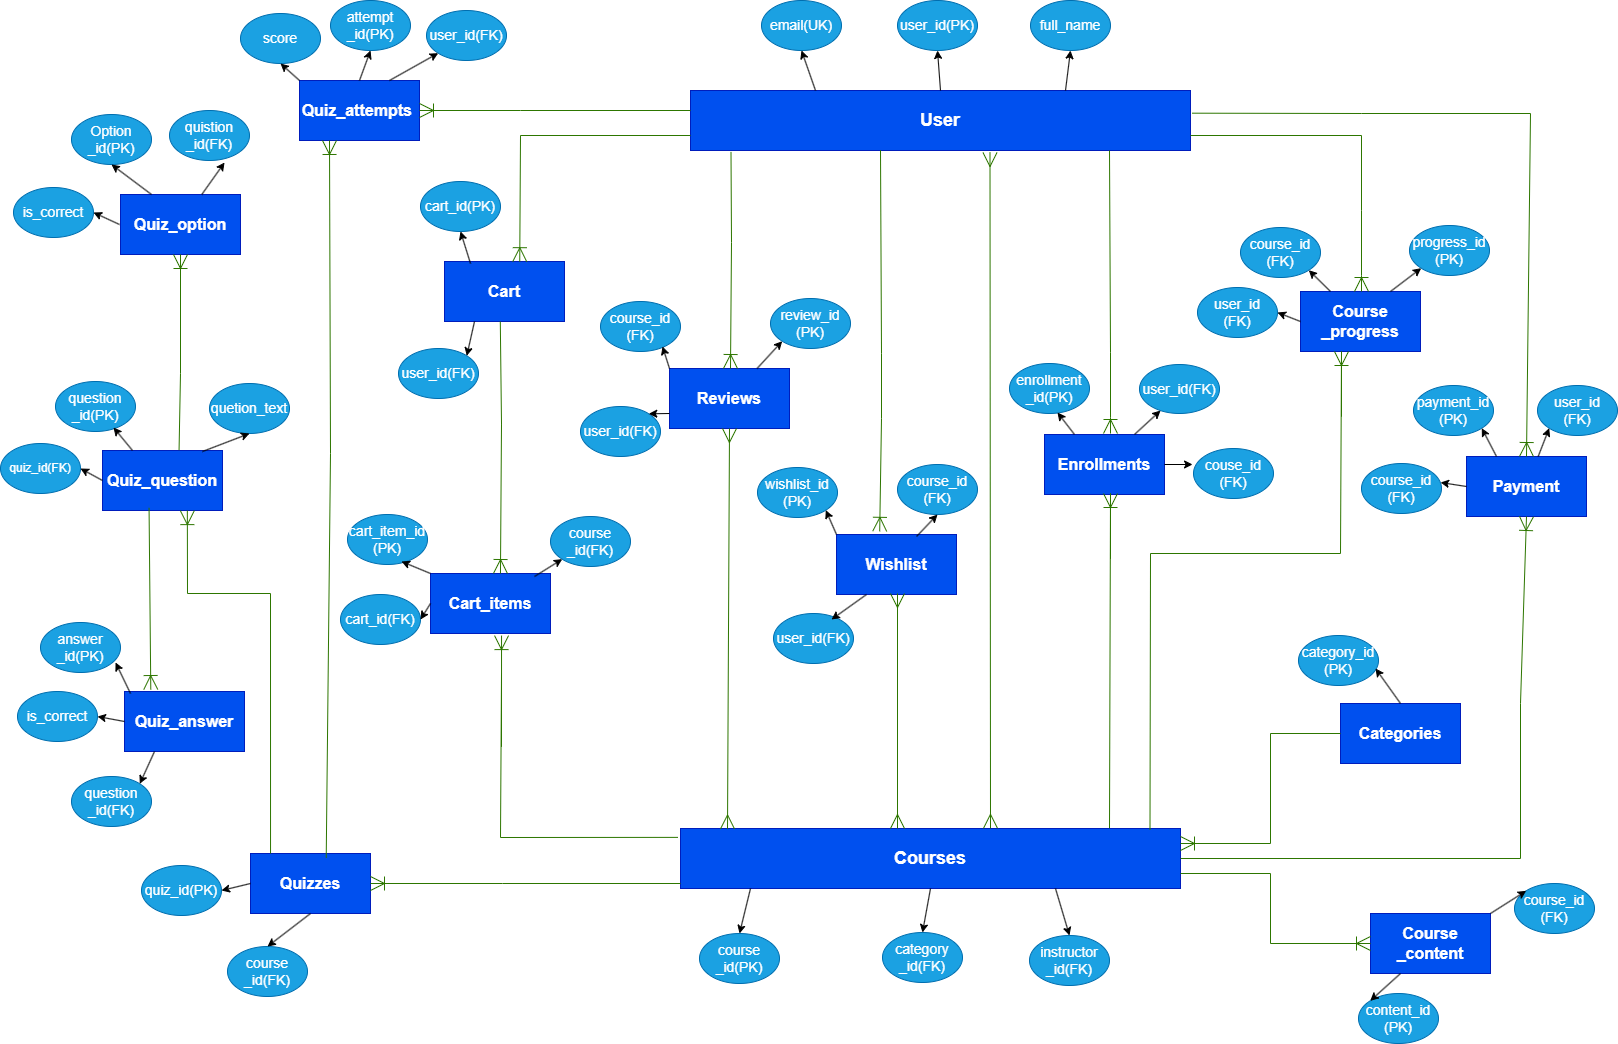 score
attempt
_id(PK)
user_id(FK)
email(UK)
user_id(PK)
full_name
Quiz_attempts
User
Option
_id(PK)
quistion
_id(FK)
is_correct
Quiz_option
cart_id(PK)
Cart
user_id(FK)
course_id
(FK)
progress_id
(PK)
user_id
(FK)
Course
_progress
course_id
(FK)
review_id
(PK)
Reviews
user_id(FK)
enrollment
_id(PK)
user_id(FK)
Enrollments
couse_id
(FK)
payment_id
(PK)
user_id
(FK)
course_id
(FK)
Payment
question
_id(PK)
quetion_text
quiz_id(FK)
Quiz_question
wishlist_id
(PK)
course_id
(FK)
Wishlist
user_id(FK)
cart_item_id
(PK)
course
_id(FK)
cart_id(FK)
Cart_items
answer
_id(PK)
is_correct
Quiz_answer
question
_id(FK)
category_id
(PK)
Categories
Quizzes
quiz_id(PK)
course
_id(FK)
Courses
course
_id(PK)
category
_id(FK)
instructor
_id(FK)
course_id
(FK)
Course
_content
content_id
(PK)